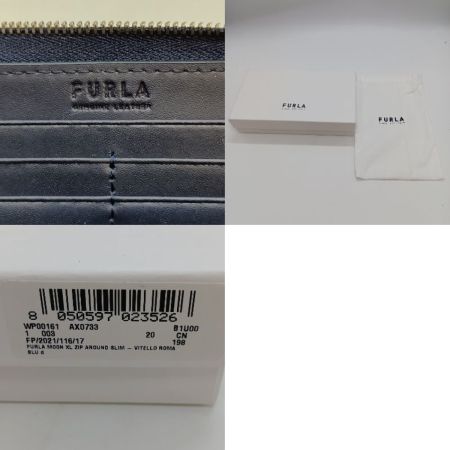 FURLA
GENUINE LEATHER
FURLA
FURLA
8 050597 023526
WP00161 AX0733 B1U00
1 003 20 CN
FP/2021/116/17 198
FURLA MOON XL ZIP AROUND SLIM - VITELLO ROMA
BLU